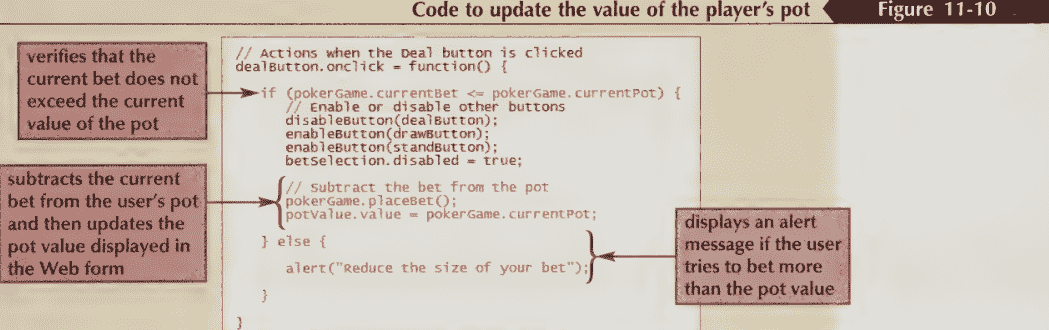 Code to update the value of the player's pot
Figure 11-10
verifies that the
current bet does not
exceed the current
value of the pot
subtracts the current
bet from the user's pot
and then updates the
pot value displayed in
the Web form
// Actions when the Deal button is clicked
dealButton.onclick = function() {
if (pokerGame.currentBet <= pokerGame.currentPot) {
// Enable or disable other buttons
disableButton(dealButton);
enableButton(drawButton);
enableButton(standButton);
betSelection.disabled = true;
// Subtract the bet from the pot
pokerGame.placeBet();
potValue.value = pokerGame.currentPot;
} else {
alert("Reduce the size of your bet");
}
}
displays an alert
message if the user
tries to bet more
than the pot value